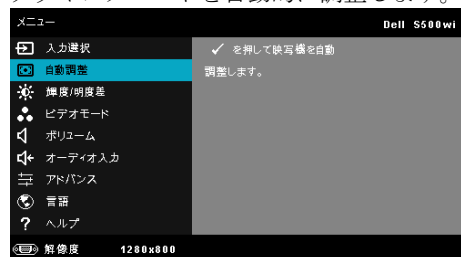 メニュー
Dell S500wi
入力選択
✓ を押して映写機を自動
調整します。
自動調整
輝度/明度差
ビデオモード
ボリューム
オーディオ入力
アドバンス
言語
? ヘルプ
解像度 1280x800